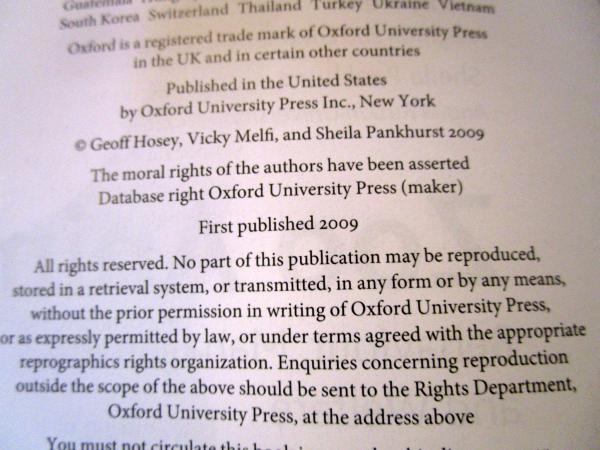 South Korea Switzerland Thailand Turkey Ukraine Vietnam
Oxford is a registered trade mark of Oxford University Press
in the UK and in certain other countries
Published in the United States
by Oxford University Press Inc., New York
© Geoff Hosey, Vicky Melfi, and Sheila Pankhurst 2009
The moral rights of the authors have been asserted
Database right Oxford University Press (maker)
First published 2009
All rights reserved. No part of this publication may be reproduced,
stored in a retrieval system, or transmitted, in any form or by any means,
without the prior permission in writing of Oxford University Press,
or as expressly permitted by law, or under terms agreed with the appropriate
reprographics rights organization. Enquiries concerning reproduction
outside the scope of the above should be sent to the Rights Department,
Oxford University Press, at the address above
You must not circulate this book